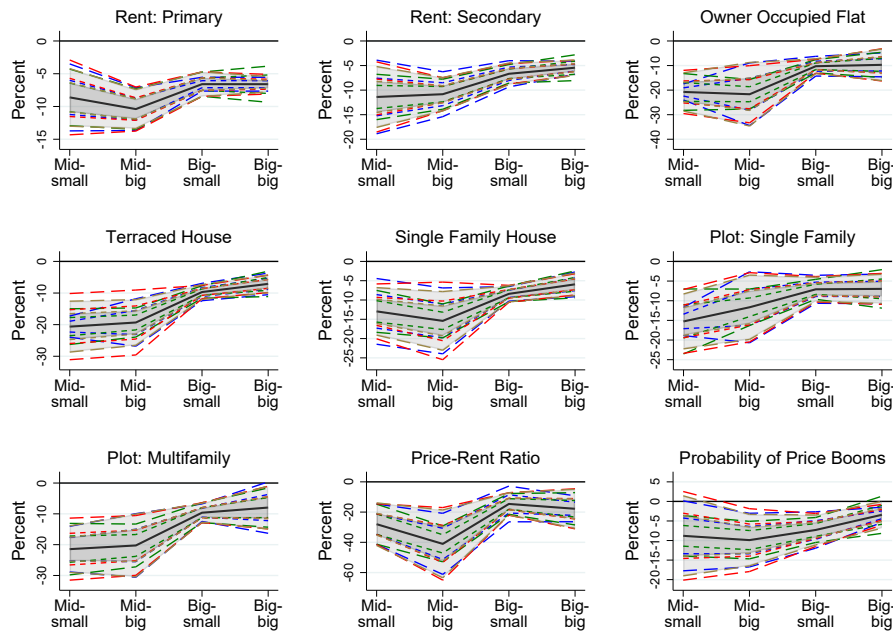 Rent: Primary
Percent
0
-5
-10
-15
Mid-small
Mid-big
Big-small
Big-big
Rent: Secondary
Percent
0
-5
-10
-15
-20
Mid-small
Mid-big
Big-small
Big-big
Owner Occupied Flat
Percent
0
-10
-20
-30
-40
Mid-small
Mid-big
Big-small
Big-big
Terraced House
Percent
0
-10
-20
-30
Mid-small
Mid-big
Big-small
Big-big
Single Family House
Percent
0
-5
-10
-15
-20
-25
Mid-small
Mid-big
Big-small
Big-big
Plot: Single Family
Percent
0
-5
-10
-15
-20
-25
Mid-small
Mid-big
Big-small
Big-big
Plot: Multifamily
Percent
0
-10
-20
-30
Mid-small
Mid-big
Big-small
Big-big
Price-Rent Ratio
Percent
0
-20
-40
-60
Mid-small
Mid-big
Big-small
Big-big
Probability of Price Booms
Percent
5
0
-5
-10
-15
-20
Mid-small
Mid-big
Big-small
Big-big